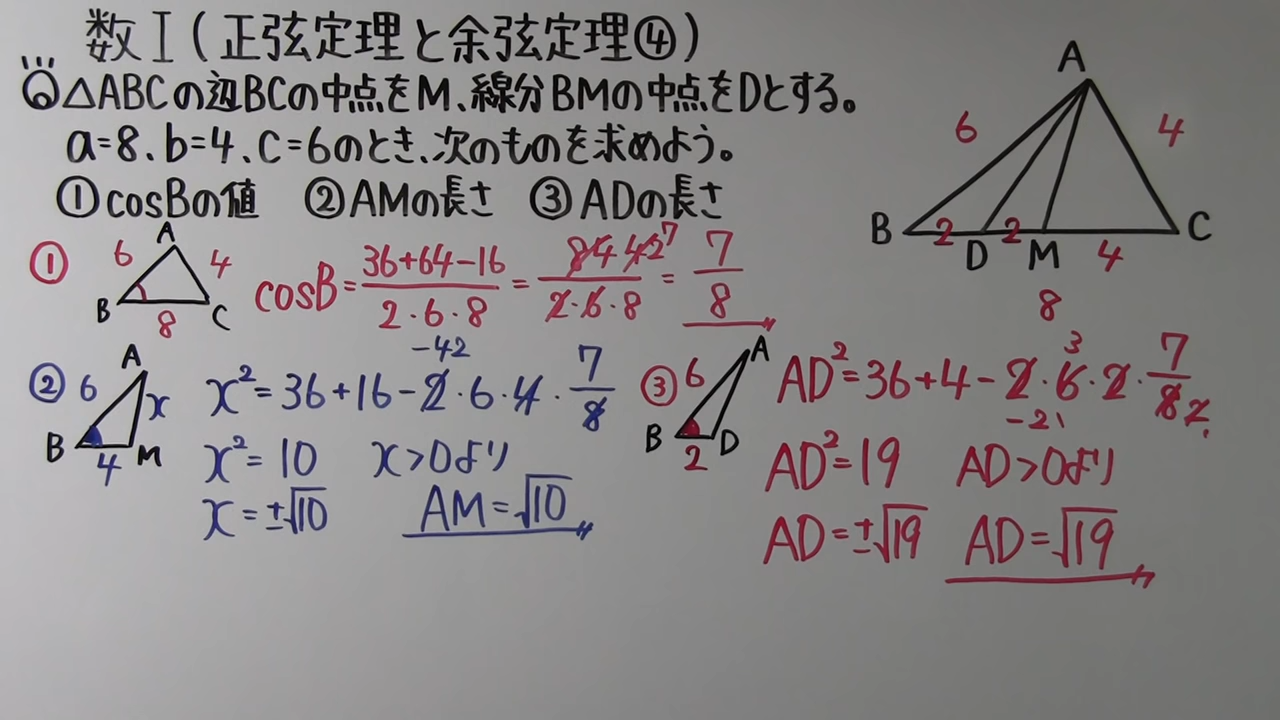 数Ⅰ(正弦定理と余弦定理④)
Q △ABCの辺BCの中点をM、線分BMの中点をDとする。
a=8、b=4、c=6のとき、次のものを求めよう。
①cosBの値 ②AMの長さ ③ADの長さ
A
6
4
B
2
D
2
M
4
C
8
①
A
6
4
B
8
C
cosB=(36+64-16)/(2・6・8)=84 42 7/(2・6・8)=7/8
②
A
6
x
B
4
M
-42
x²=36+16-2・6・4・7/8
x²=10 x>0より
x=±√10 AM=√10
③
A
6
B
2
D
3
AD²=36+4-2・6・2・7/8 2
-21
AD²=19 AD>0より
AD=±√19 AD=√19